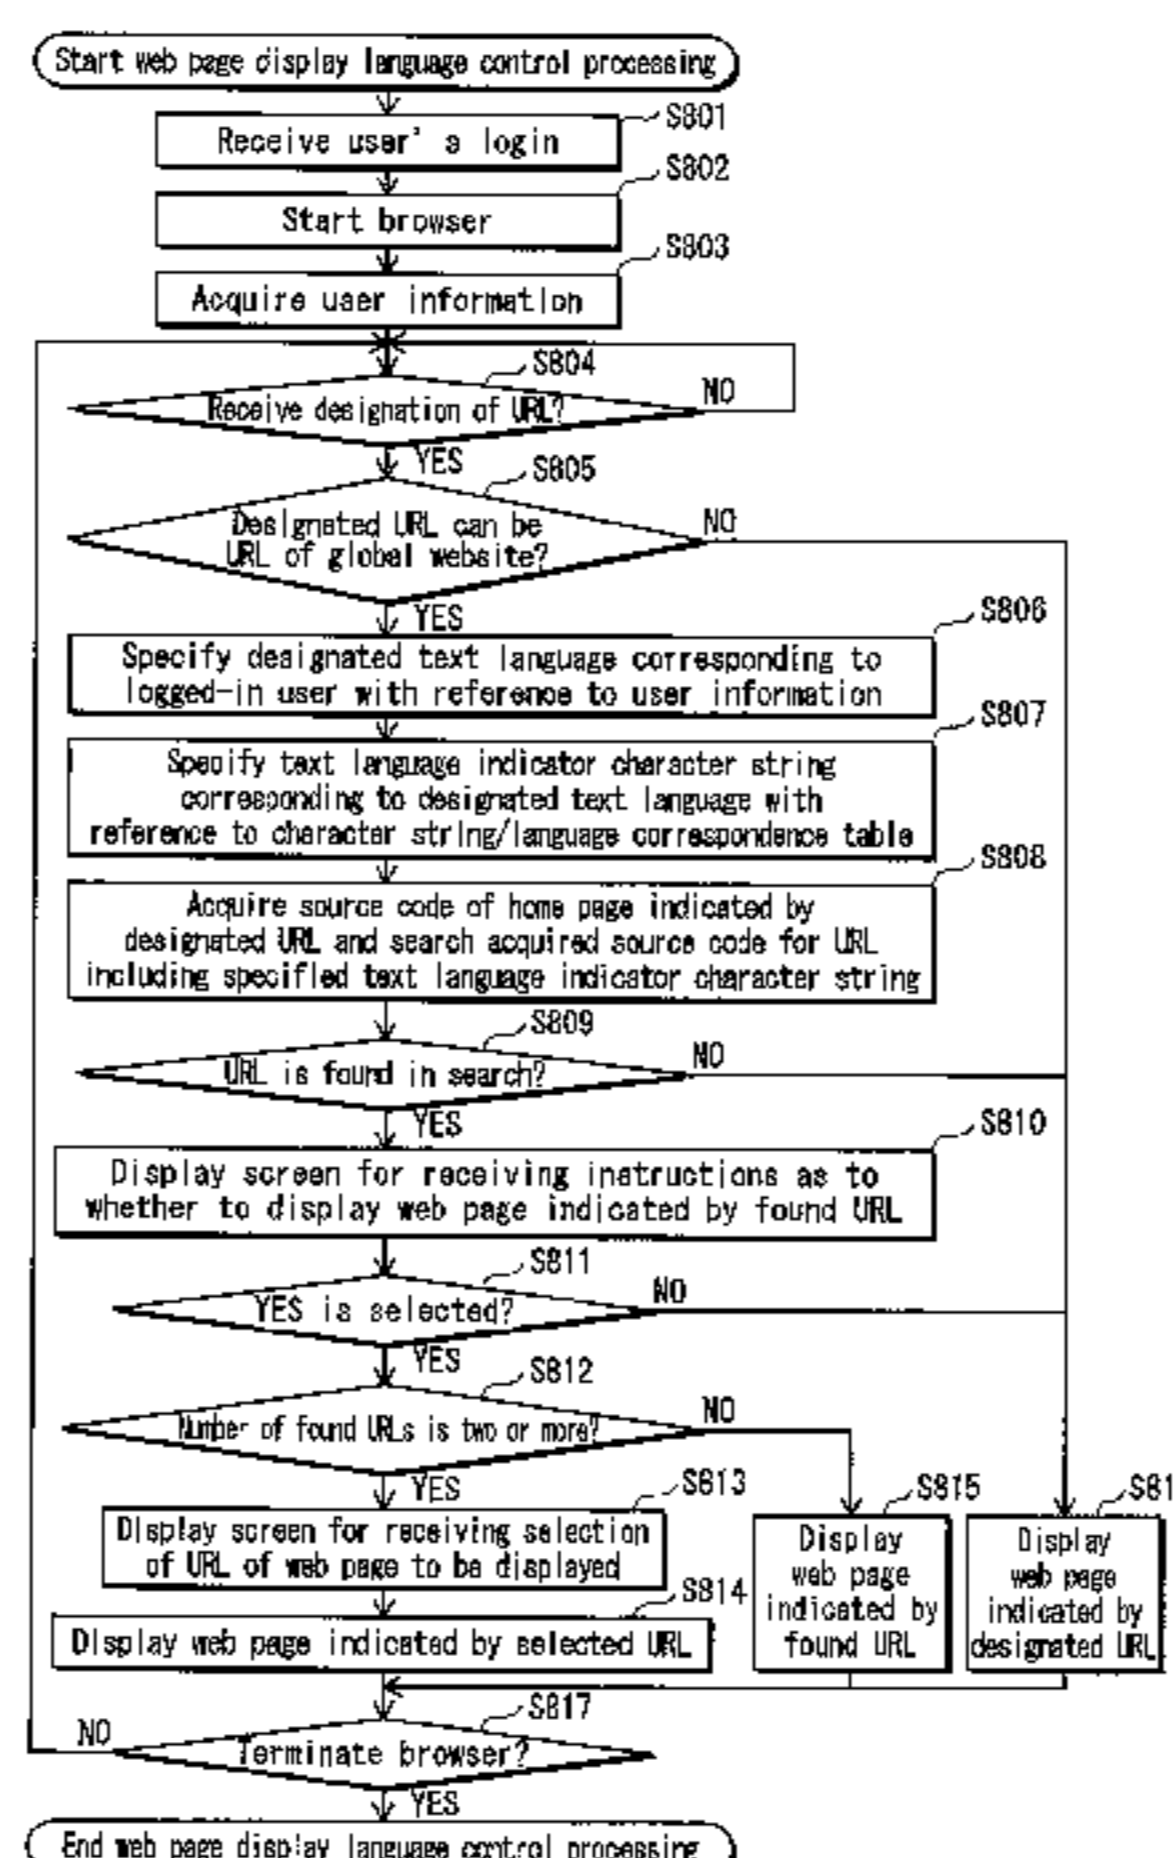 Start web page display language control processing
S801
Receive user's login
S802
Start browser
S803
Acquire user information
S804
Receive designation of URL?
NO
YES
S805
Designated URL can be
URL of global website?
NO
YES
S806
Specify designated text language corresponding to
logged-in user with reference to user information
S807
Specify text language indicator character string
corresponding to designated text language with
reference to character string/language correspondence table
S808
Acquire source code of home page indicated by
designated URL and search acquired source code for URL
including specified text language indicator character string
S809
URL is found in search?
NO
YES
S810
Display screen for receiving instructions as to
whether to display web page indicated by found URL
S811
YES is selected?
NO
YES
S812
Number of found URLs is two or more?
NO
YES
S813
Display screen for receiving selection
of URL of web page to be displayed
S814
Display web page indicated by selected URL
S815
Display
web page
indicated by
found URL
S81
Display
web page
indicated by
designated URL
S817
Terminate browser?
NO
YES
End web page display language control processing